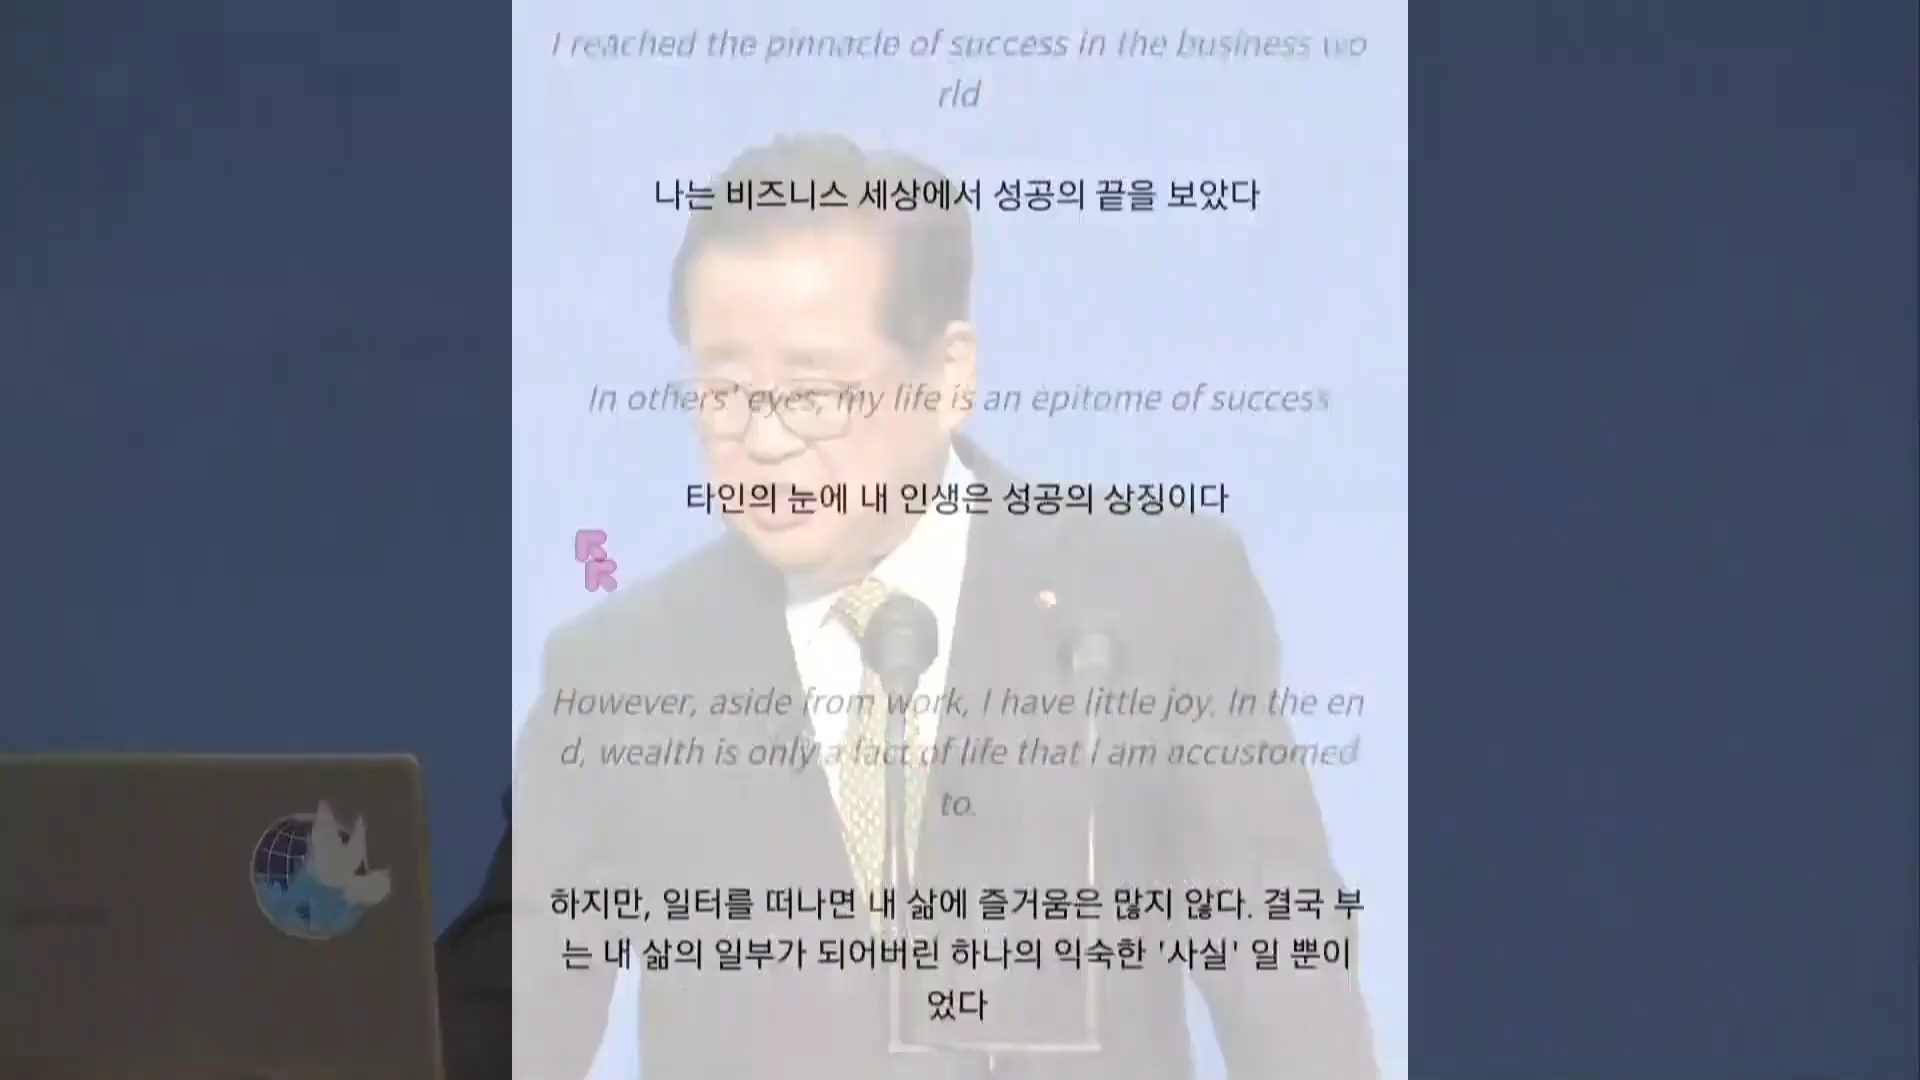 I reached the pinnacle of success in the business wo
rld
나는 비즈니스 세상에서 성공의 끝을 보았다
In others' eyes, my life is an epitome of success
타인의 눈에 내 인생은 성공의 상징이다
However, aside from work, I have little joy. In the en
d, wealth is only a fact of life that I am accustomed
to.
하지만, 일터를 떠나면 내 삶에 즐거움은 많지 않다. 결국 부
는 내 삶의 일부가 되어버린 하나의 익숙한 '사실' 일 뿐이
었다